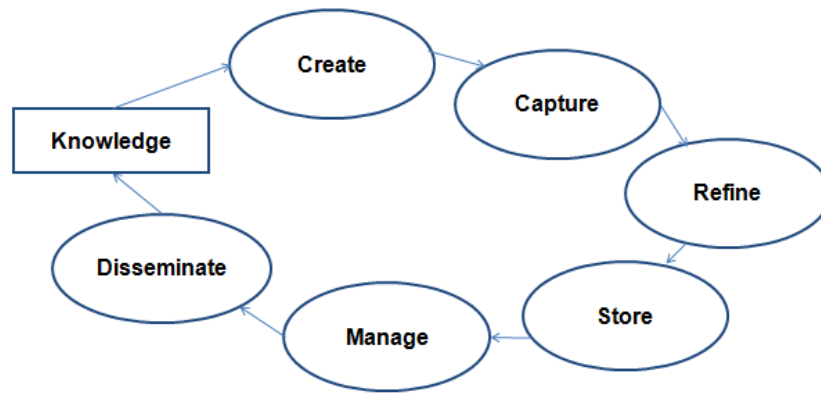 Create
Capture
Knowledge
Refine
Disseminate
Store
Manage